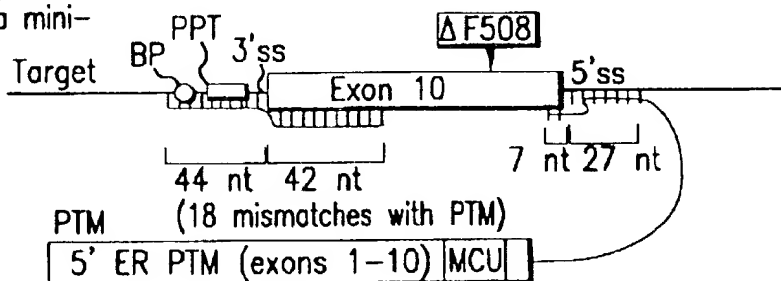 a mini-
PPT
Δ F508
BP
3'ss
Target
Exon 10
5'ss
44 nt
42 nt
7 nt
27 nt
(18 mismatches with PTM)
PTM
5' ER PTM (exons 1-10)
MCU